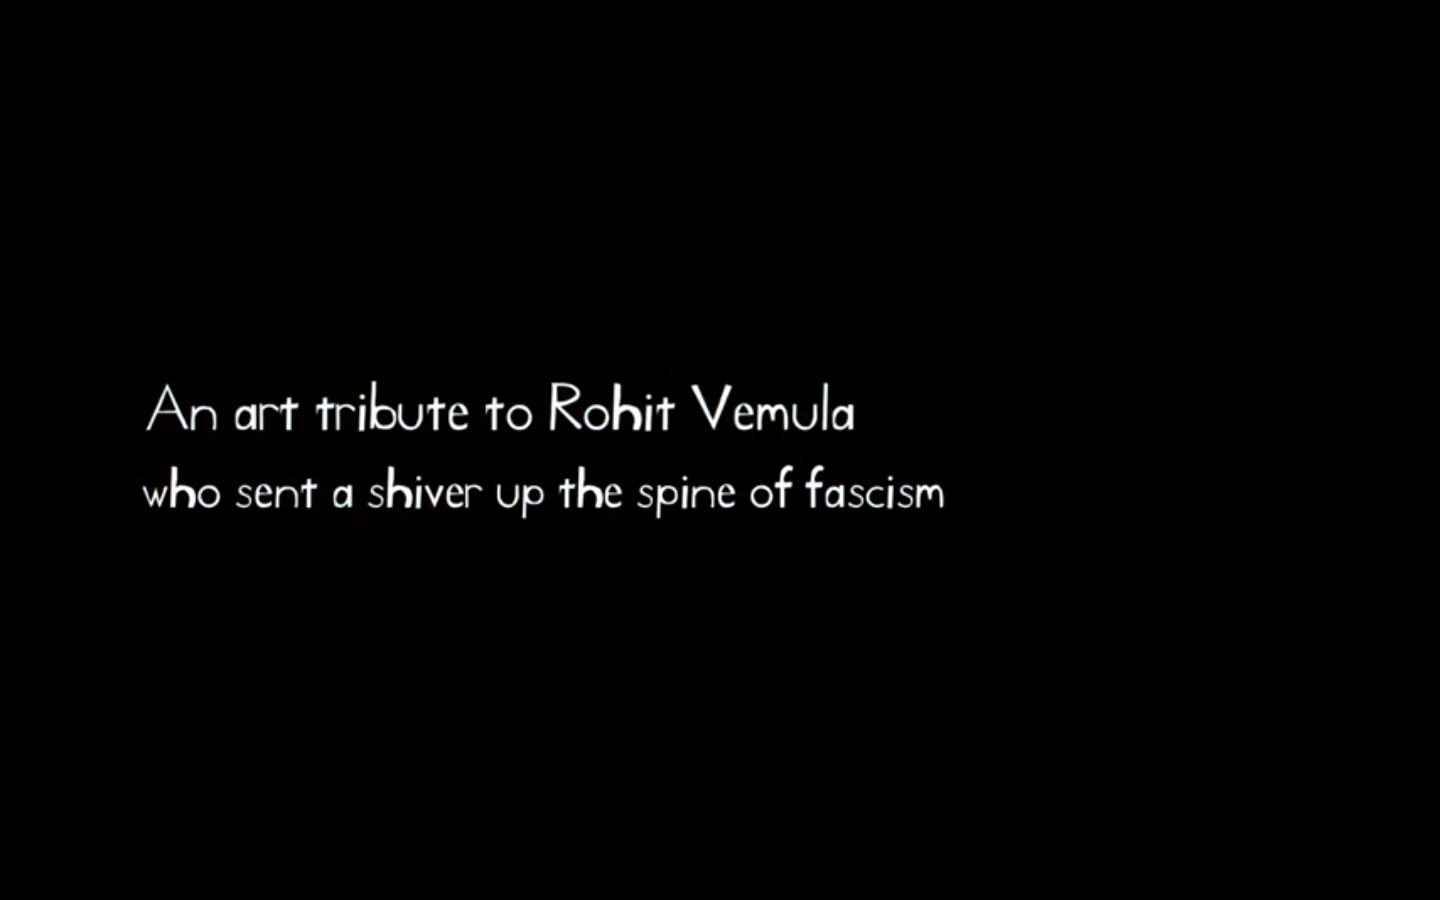 An art tribute to Rohit Vemula
who sent a shiver up the spine of fascism